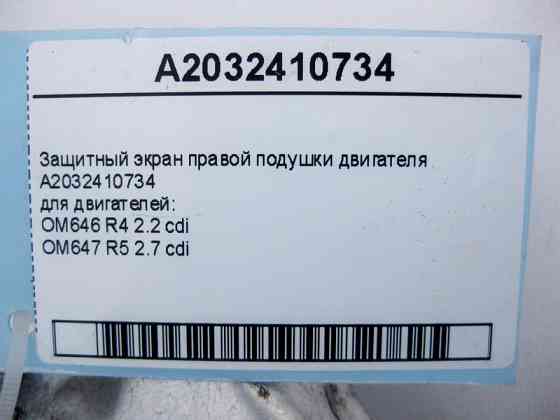 A2032410734
Защитный экран правой подушки двигателя
A2032410734
для двигателей:
OM646 R4 2.2 cdi
OM647 R5 2.7 cdi